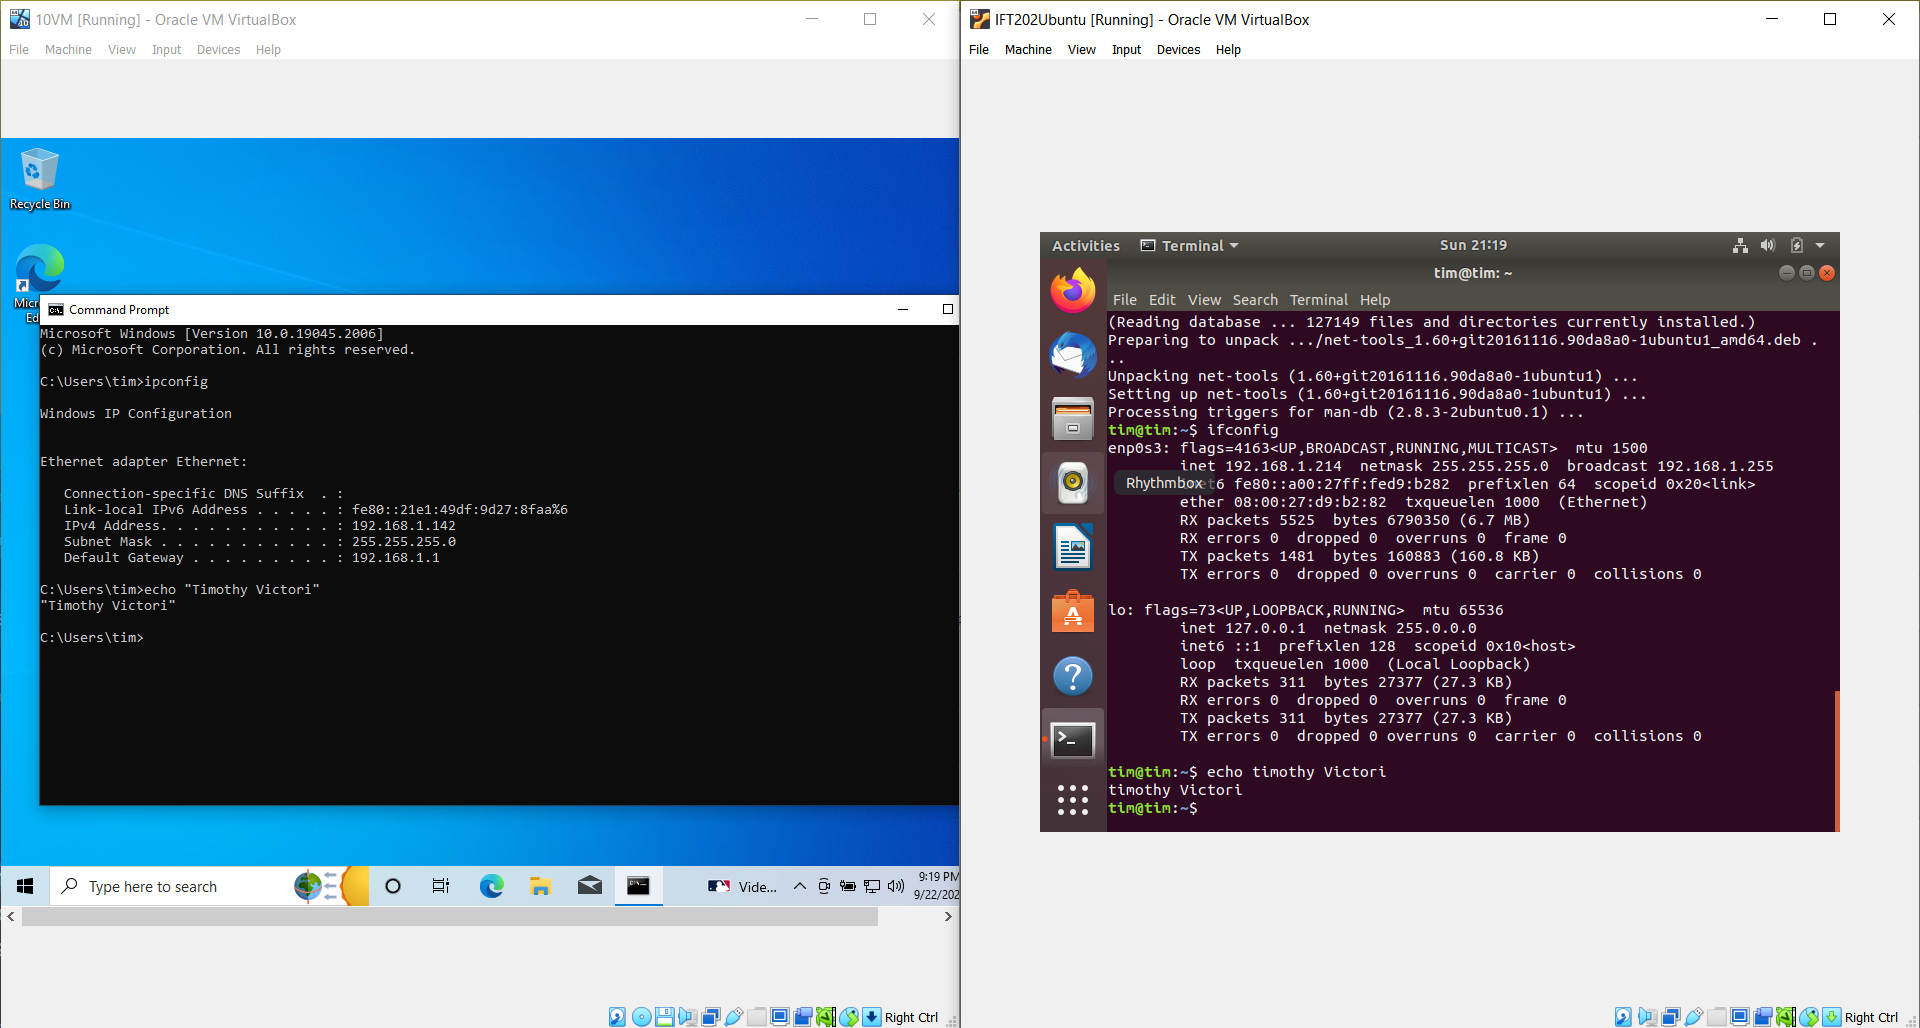 10VM [Running] - Oracle VM VirtualBox
File Machine View Input Devices Help
Recycle Bin
Command Prompt
Microsoft Windows [Version 10.0.19045.2006]
(c) Microsoft Corporation. All rights reserved.
C:\Users\tim>ipconfig
Windows IP Configuration
Ethernet adapter Ethernet:
Connection-specific DNS Suffix  . :
Link-local IPv6 Address . . . . . : fe80::21e1:49df:9d27:8faa%6
IPv4 Address. . . . . . . . . . . : 192.168.1.142
Subnet Mask . . . . . . . . . . . : 255.255.255.0
Default Gateway . . . . . . . . . : 192.168.1.1
C:\Users\tim>echo "Timothy Victori"
"Timothy Victori"
C:\Users\tim>
Type here to search
Vide...
9:19 PM
9/22/202
Right Ctrl
IFT202Ubuntu [Running] - Oracle VM VirtualBox
File Machine View Input Devices Help
Activities Terminal Sun 21:19
tim@tim: ~
File Edit View Search Terminal Help
(Reading database ... 127149 files and directories currently installed.)
Preparing to unpack .../net-tools_1.60+git20161116.90da8a0-1ubuntu1_amd64.deb .
..
Unpacking net-tools (1.60+git20161116.90da8a0-1ubuntu1) ...
Setting up net-tools (1.60+git20161116.90da8a0-1ubuntu1) ...
Processing triggers for man-db (2.8.3-2ubuntu0.1) ...
tim@tim:~$ ifconfig
enp0s3: flags=4163<UP,BROADCAST,RUNNING,MULTICAST>  mtu 1500
inet 192.168.1.214  netmask 255.255.255.0  broadcast 192.168.1.255
Rhythmbox
fe80::a00:27ff:fed9:b282  prefixlen 64  scopeid 0x20<link>
ether 08:00:27:d9:b2:82  txqueuelen 1000  (Ethernet)
RX packets 5525  bytes 6790350 (6.7 MB)
RX errors 0  dropped 0  overruns 0  frame 0
TX packets 1481  bytes 160883 (160.8 KB)
TX errors 0  dropped 0 overruns 0  carrier 0  collisions 0
lo: flags=73<UP,LOOPBACK,RUNNING>  mtu 65536
inet 127.0.0.1  netmask 255.0.0.0
inet6 ::1  prefixlen 128  scopeid 0x10<host>
loop  txqueuelen 1000  (Local Loopback)
RX packets 311  bytes 27377 (27.3 KB)
RX errors 0  dropped 0  overruns 0  frame 0
TX packets 311  bytes 27377 (27.3 KB)
TX errors 0  dropped 0 overruns 0  carrier 0  collisions 0
tim@tim:~$ echo timothy Victori
timothy Victori
tim@tim:~$
Right Ctrl